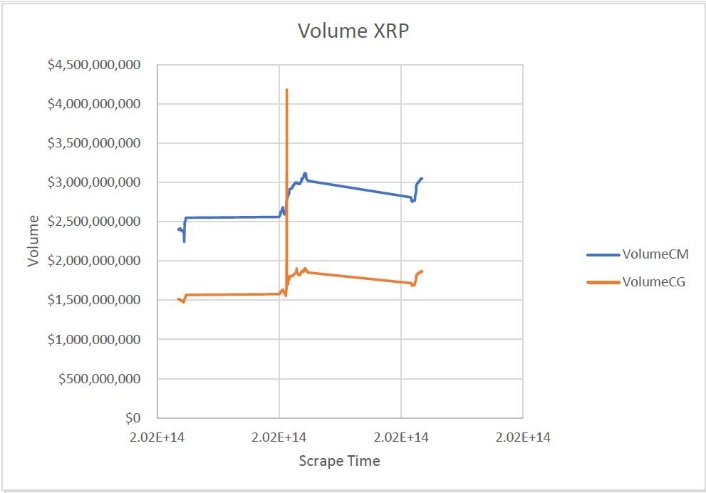 Volume XRP
$4,500,000,000
$4,000,000,000
$3,500,000,000
$3,000,000,000
$2,500,000,000
$2,000,000,000
$1,500,000,000
$1,000,000,000
$500,000,000
$0
Volume
2.02E+14 2.02E+14 2.02E+14 2.02E+14
Scrape Time
VolumeCM
VolumeCG